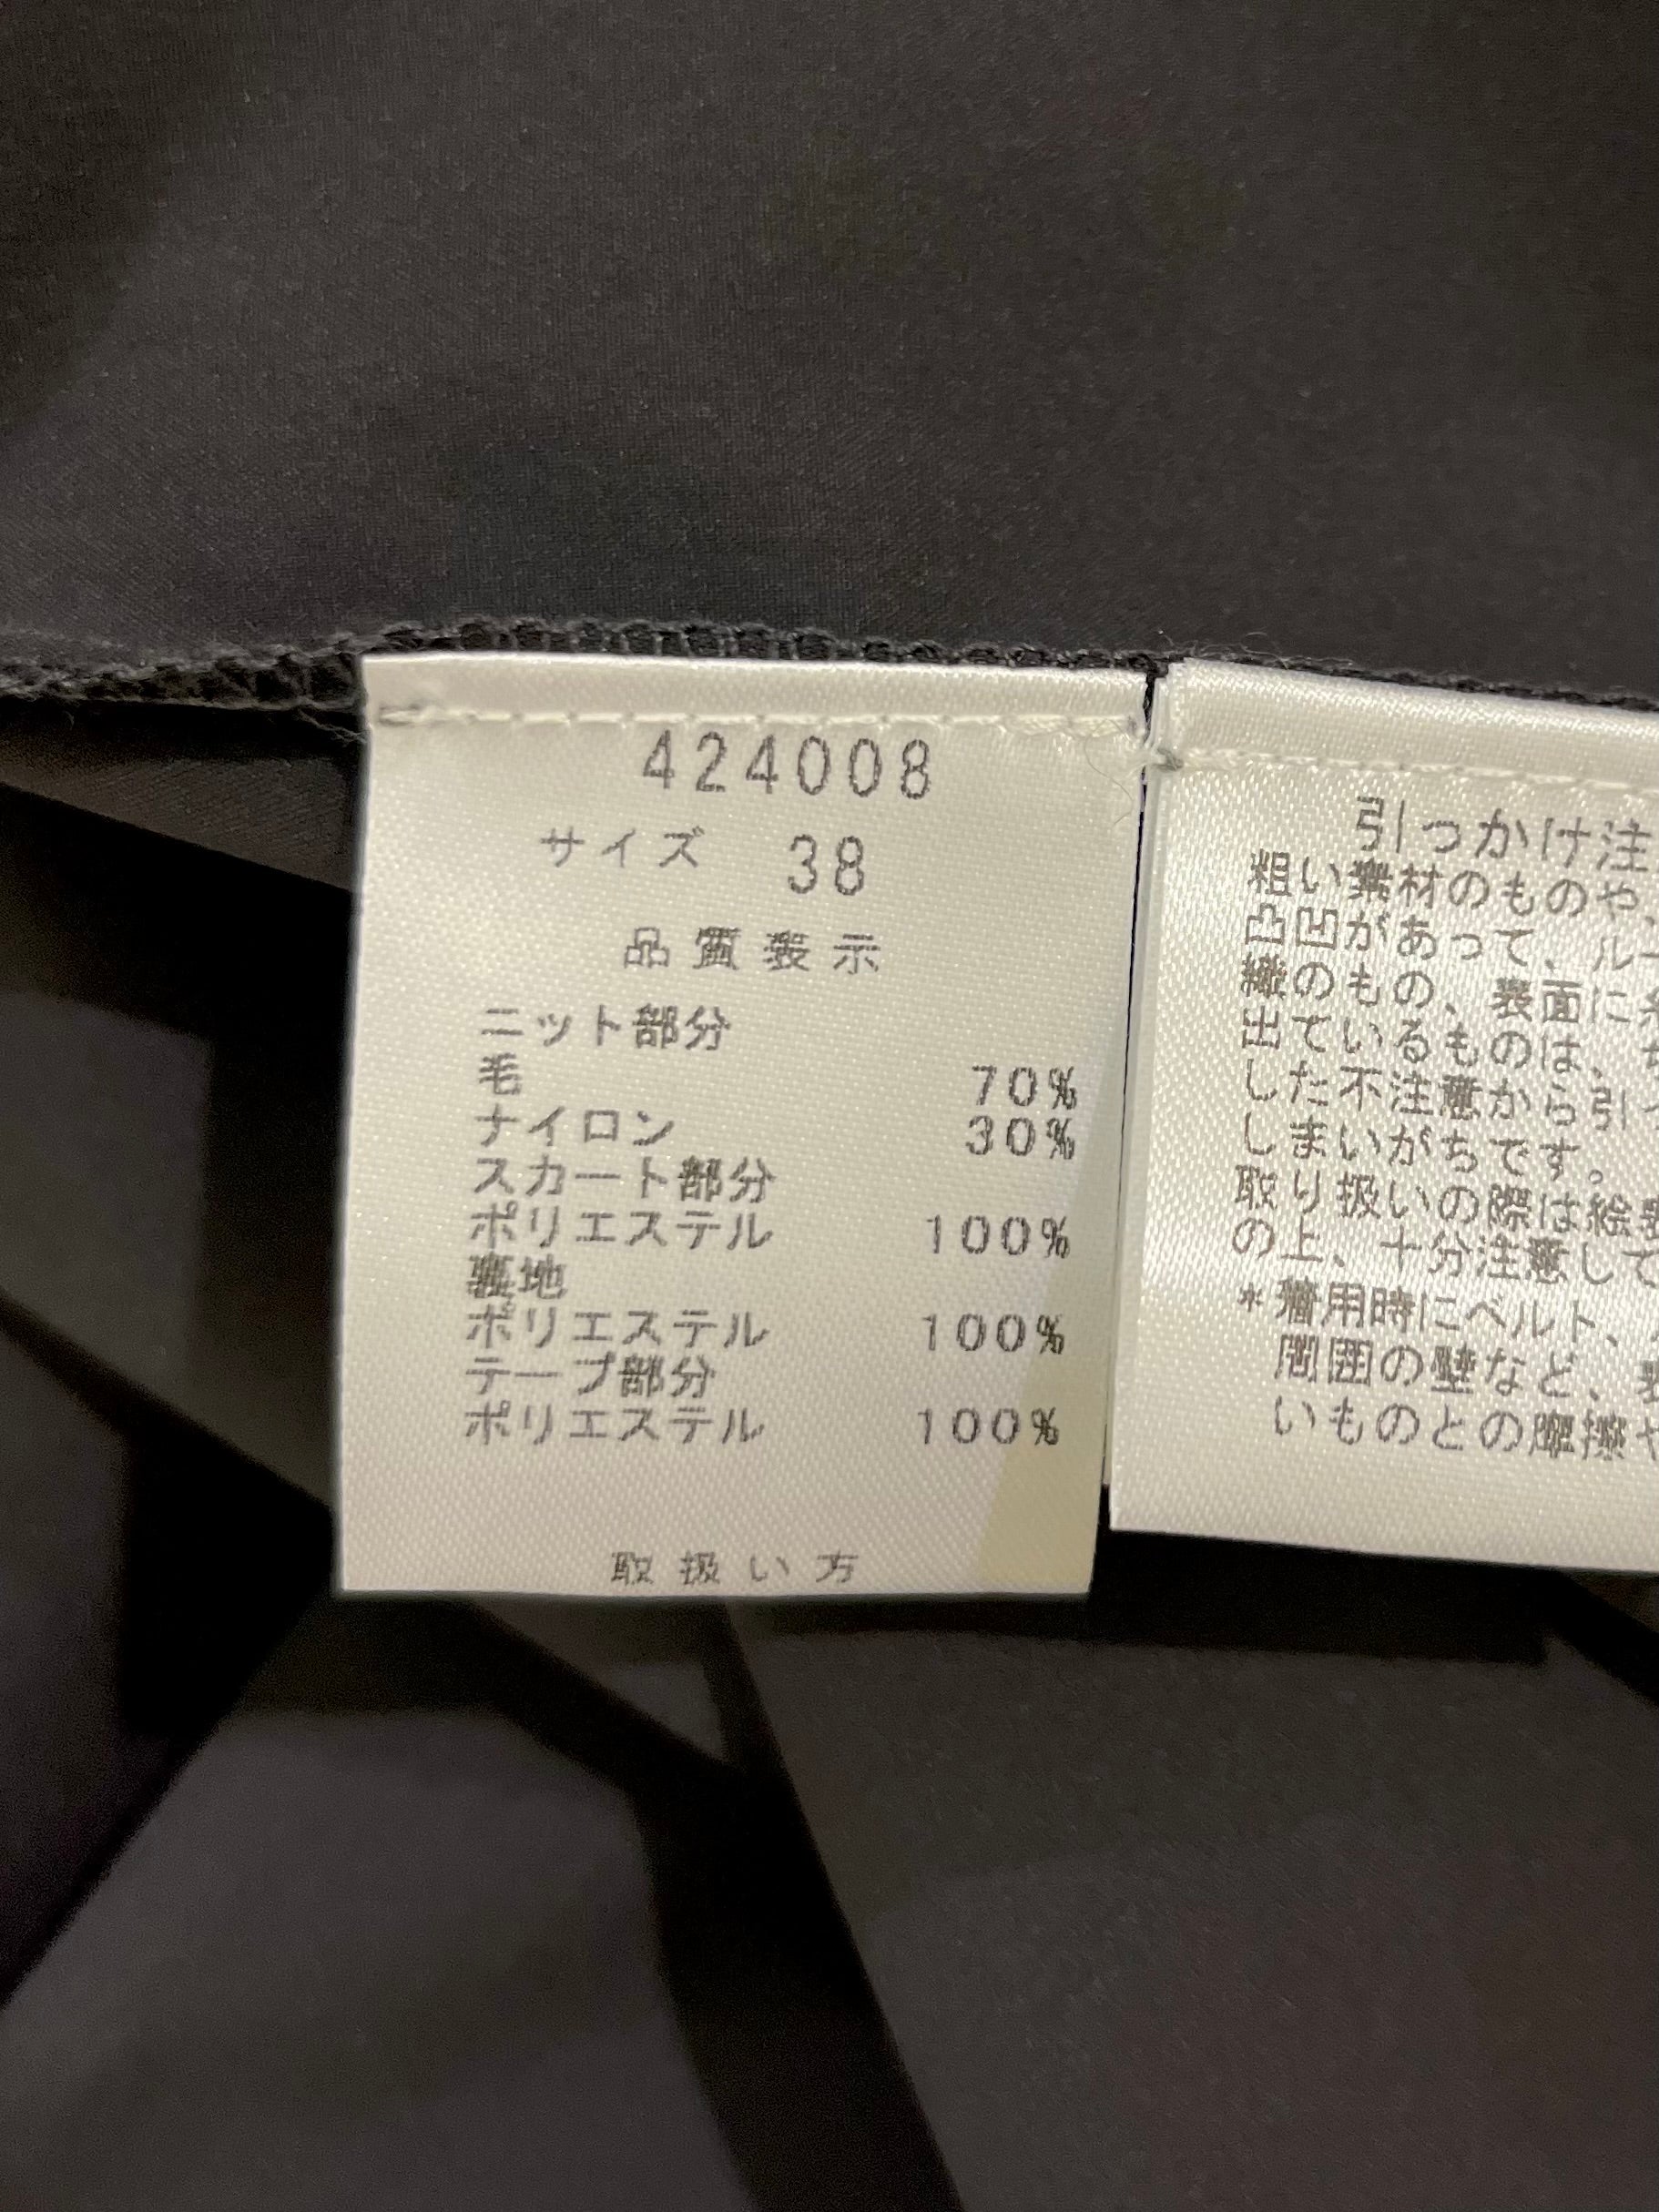 424008
サイズ 38
品質表示
ニット部分
毛 70%
ナイロン 30%
スカート部分
ポリエステル 100%
裏地
ポリエステル 100%
テープ部分
ポリエステル 100%
取扱い方
引っかけ注
粗い素材のものや、
凸凹があって、ルー
織のもの、表面に
出ているものは、
した不注意から引っ
しまいがちです。
取り扱いの際は絵表
の上、十分注意して
*着用時にベルト、
周囲の壁など、表
いものとの摩擦や